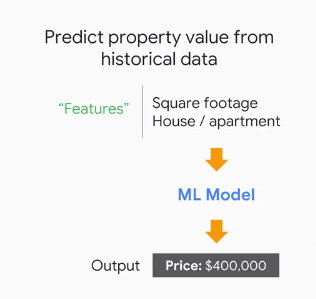 Predict property value from
historical data
“Features”
Square footage
House / apartment
ML Model
Output
Price: $400,000